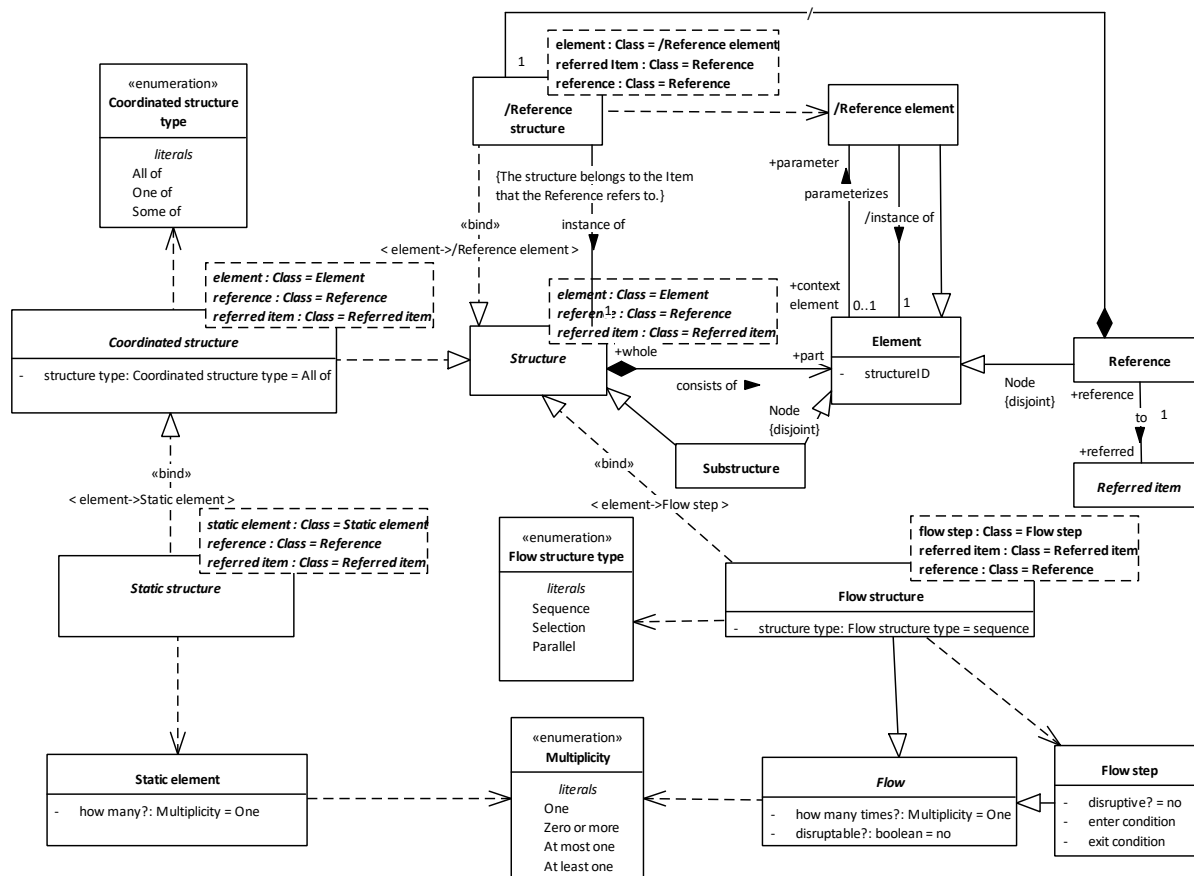 /
element : Class = /Reference element
referred Item : Class = Reference
reference : Class = Reference
1
«enumeration»
Coordinated structure
type
literals
All of
One of
Some of
/Reference
structure
/Reference element
{The structure belongs to the Item
that the Reference refers to.}
+parameter
parameterizes
«bind»
instance of
/instance of
< element->/Reference element >
element : Class = Element
reference : Class = Reference
referred item : Class = Referred item
element : Class = Element
reference : Class = Reference
referred item : Class = Referred item
1
+context
element
0..1
1
Coordinated structure
- structure type: Coordinated structure type = All of
Structure
+whole
consists of
+part
Element
- structureID
Node
{disjoint}
Reference
+reference
to
1
+referred
Node
{disjoint}
Substructure
Referred item
«bind»
< element->Static element >
«bind»
< element->Flow step >
static element : Class = Static element
reference : Class = Reference
referred item : Class = Referred item
Static structure
«enumeration»
Flow structure type
literals
Sequence
Selection
Parallel
flow step : Class = Flow step
referred item : Class = Referred item
reference : Class = Reference
Flow structure
- structure type: Flow structure type = sequence
Static element
- how many?: Multiplicity = One
«enumeration»
Multiplicity
literals
One
Zero or more
At most one
At least one
Flow
- how many times?: Multiplicity = One
- disruptable?: boolean = no
Flow step
- disruptive? = no
- enter condition
- exit condition